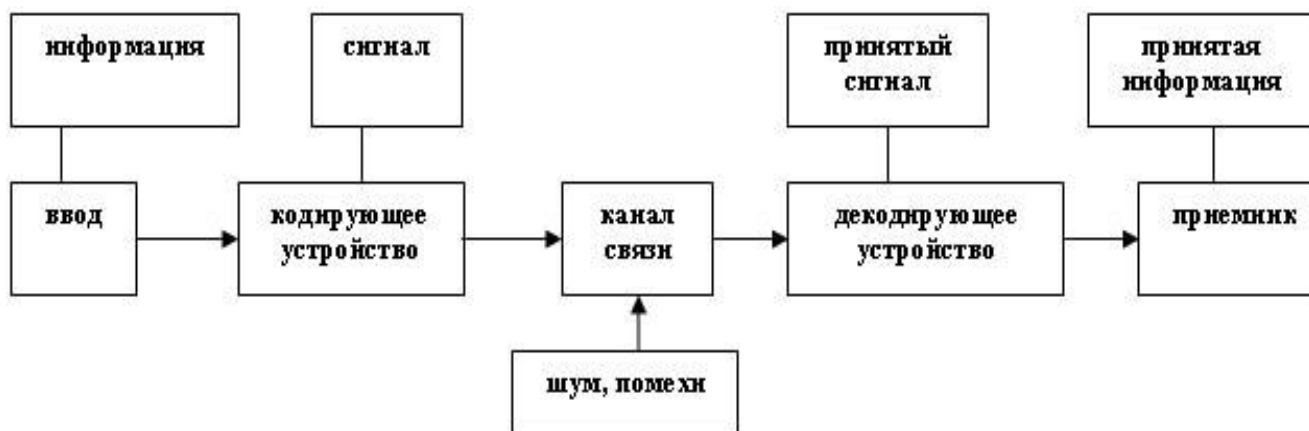 информация
сигнал
принятый
сигнал
принятая
информация
ввод
кодирующее
устройство
канал
связи
декодирующее
устройство
приемник
шум, помехи